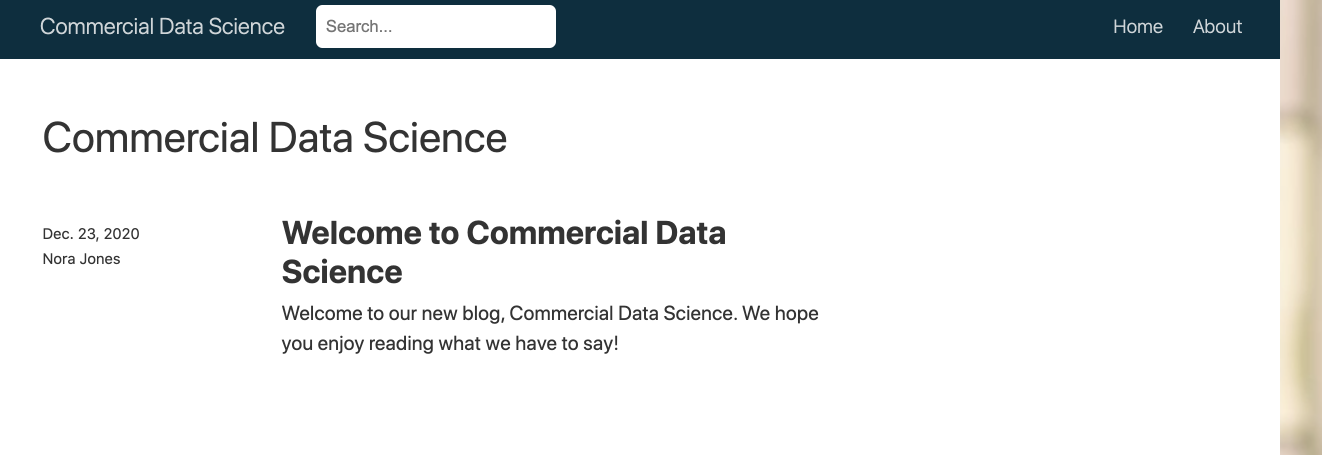 Commercial Data Science
Search...
Home
About
Commercial Data Science
Dec. 23, 2020
Nora Jones
Welcome to Commercial Data
Science
Welcome to our new blog, Commercial Data Science. We hope
you enjoy reading what we have to say!